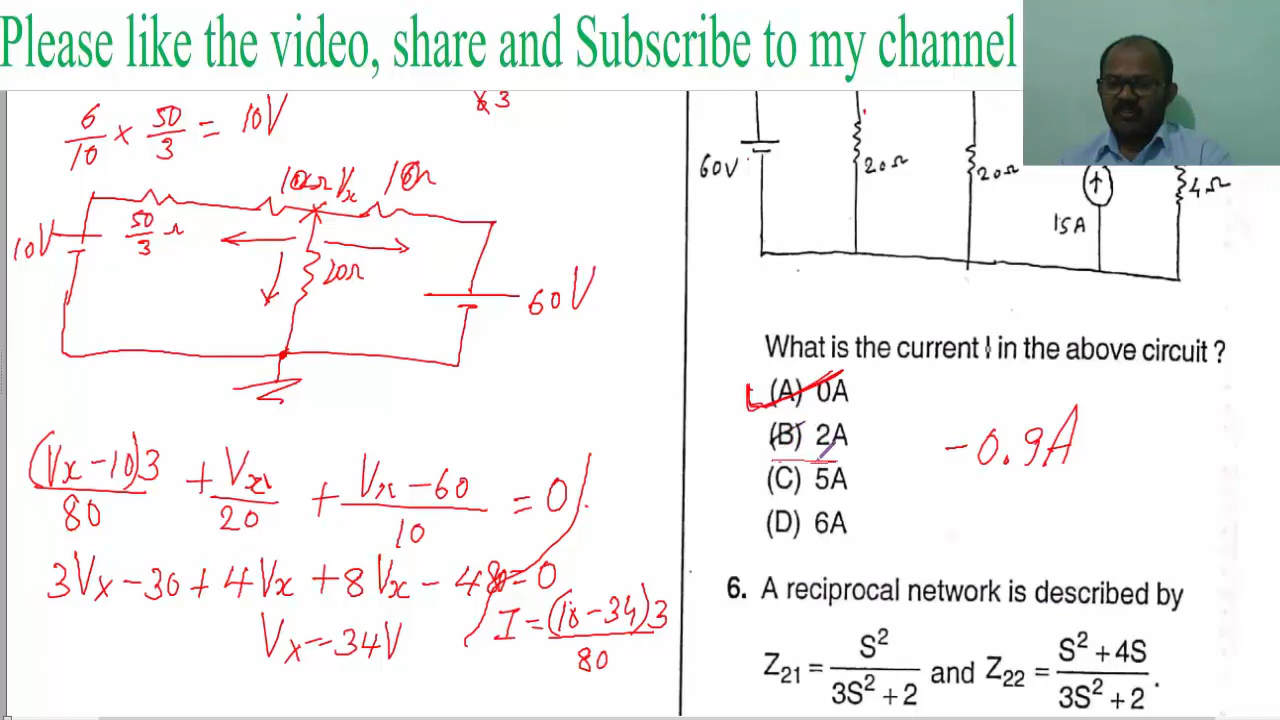 Please like the video, share and Subscribe to my channel
6/10 × 50/3 = 10V
3
10Ω Vx 10Ω
10V 50/3 Ω
20Ω
60V
(Vx - 10)3/80 + Vx/20 + Vx - 60/10 = 0
3Vx - 30 + 4Vx + 8Vx - 480 = 0
Vx = 34V
I = (10 - 34)3/80
60V 20Ω 20Ω 15A 4Ω
What is the current I in the above circuit ?
(A) 0A
(B) 2A
(C) 5A
(D) 6A
-0.9A
6. A reciprocal network is described by
Z21 = S²/3S² + 2 and Z22 = S² + 4S/3S² + 2 .